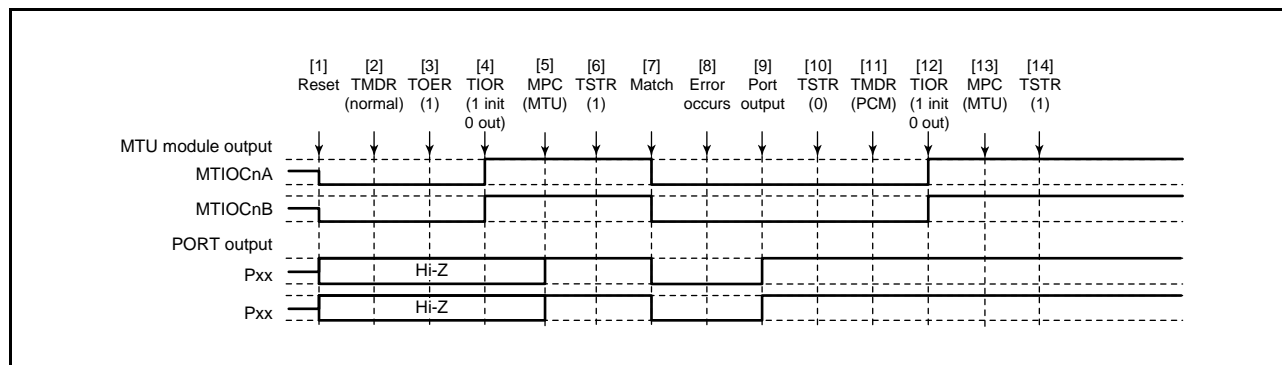 [1] [2] [3] [4] [5] [6] [7] [8] [9] [10] [11] [12] [13] [14]
Reset TMDR TOER TIOR MPC TSTR Match Error Port TSTR TMDR TIOR MPC TSTR
(normal) (1) (1 init (MTU) (1) occurs output (0) (PCM) (1 init (MTU) (1)
0 out) 0 out)
MTU module output
MTIOCnA
MTIOCnB
PORT output
Pxx Hi-Z
Pxx Hi-Z